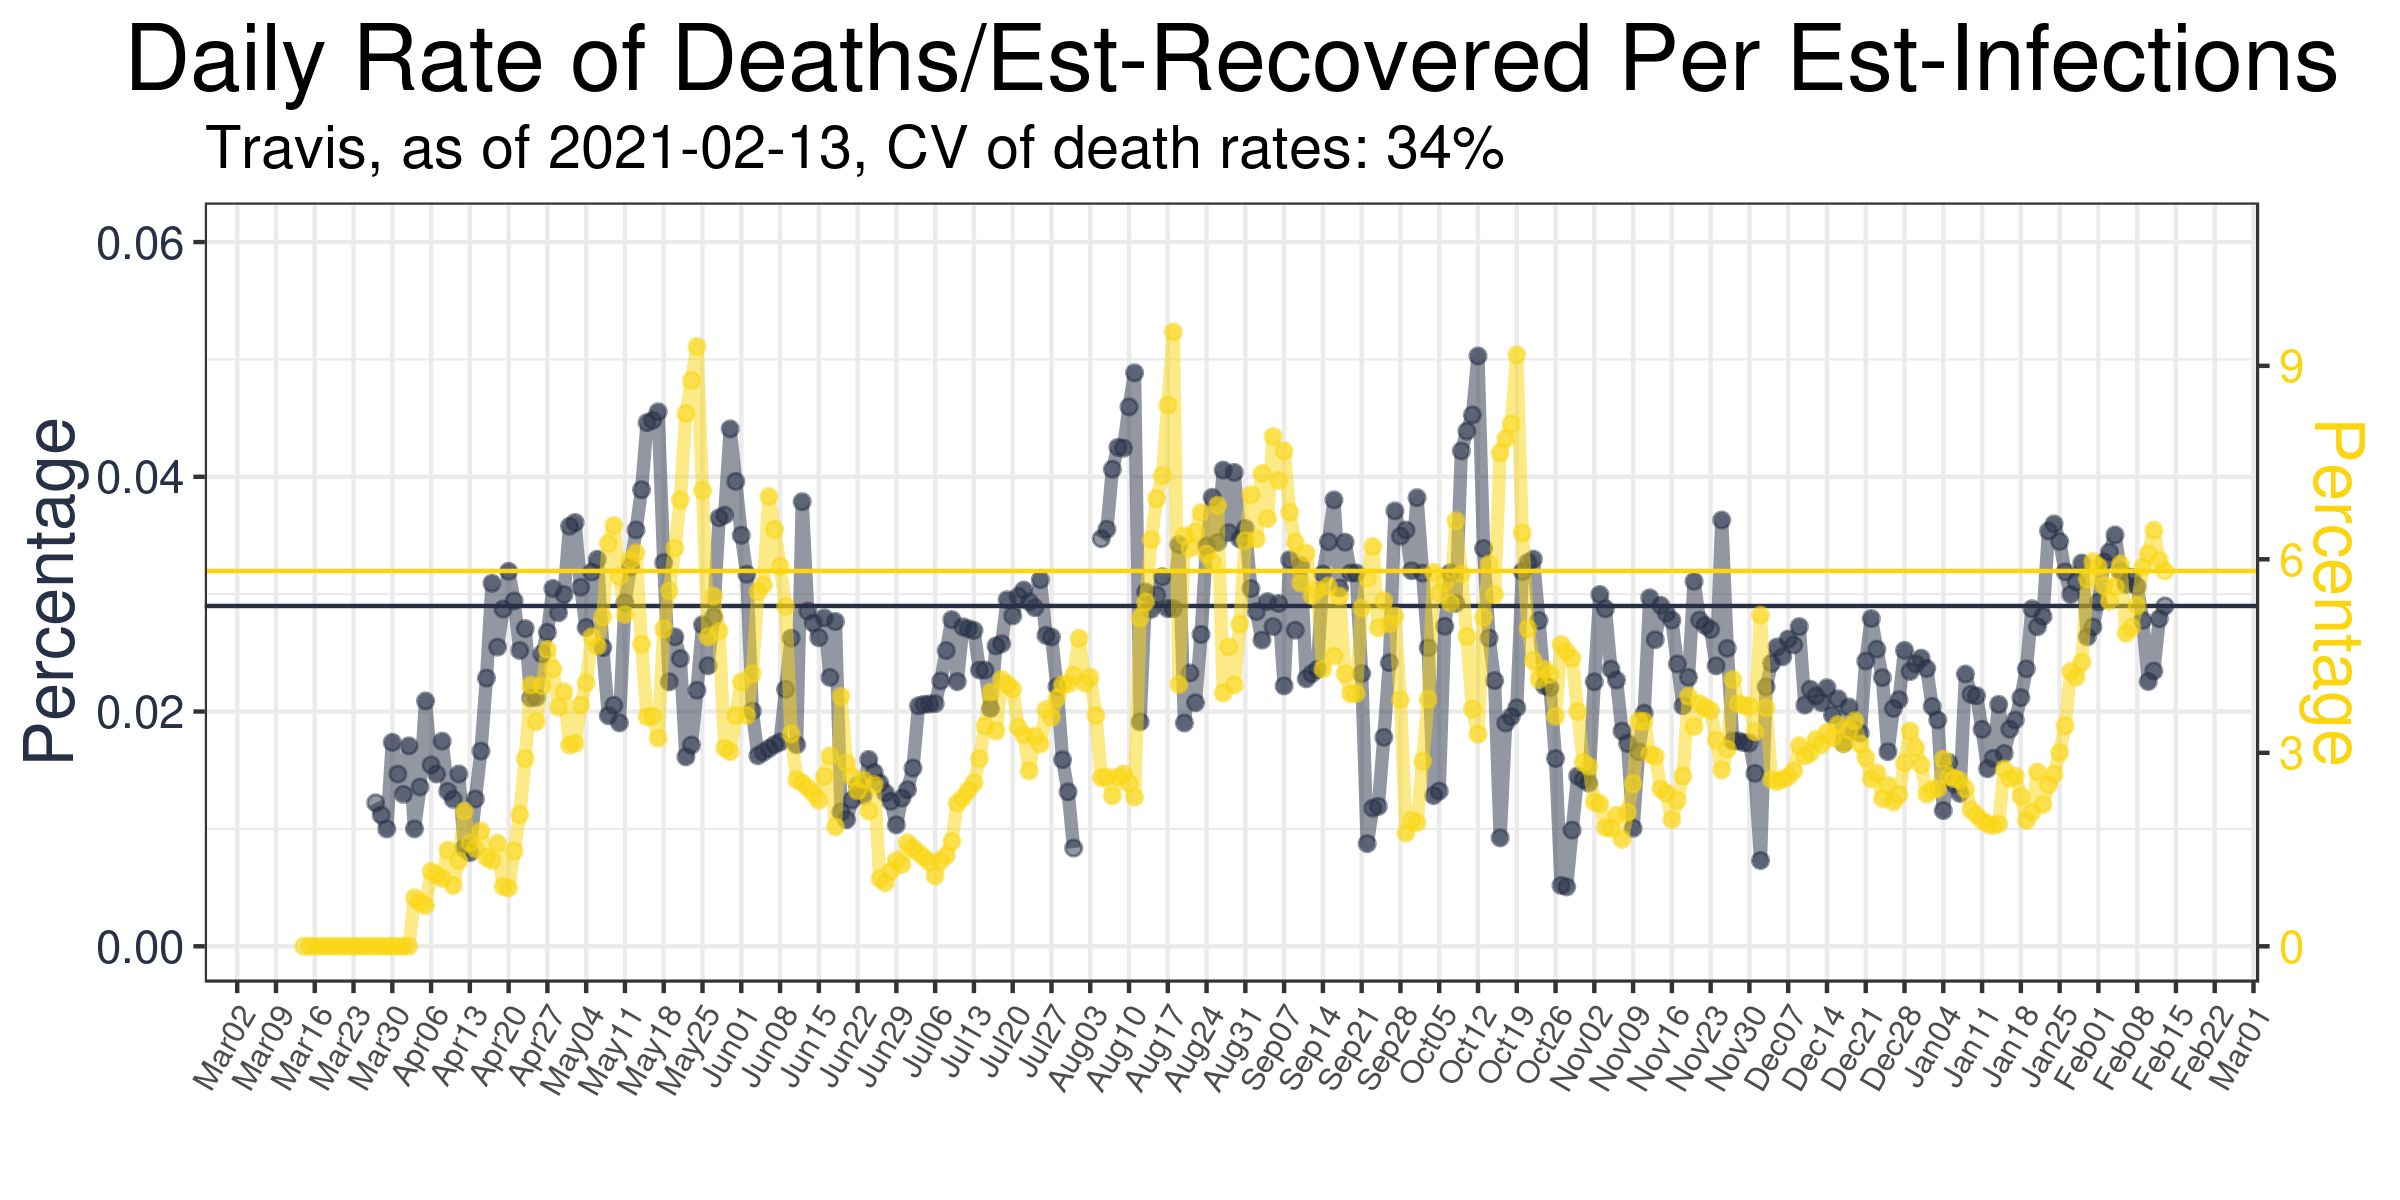 Daily Rate of Deaths/Est-Recovered Per Est-Infections
Travis, as of 2021-02-13, CV of death rates: 34%
Percentage
0.06
0.04
0.02
0.00
9
6
3
0
Percentage
Mar02
Mar09
Mar16
Mar23
Mar30
Apr06
Apr13
Apr20
Apr27
May04
May11
May18
May25
Jun01
Jun08
Jun15
Jun22
Jun29
Jul06
Jul13
Jul20
Jul27
Aug03
Aug10
Aug17
Aug24
Aug31
Sep07
Sep14
Sep21
Sep28
Oct05
Oct12
Oct19
Oct26
Nov02
Nov09
Nov16
Nov23
Nov30
Dec07
Dec14
Dec21
Dec28
Jan04
Jan11
Jan18
Jan25
Feb01
Feb08
Feb15
Feb22
Mar01